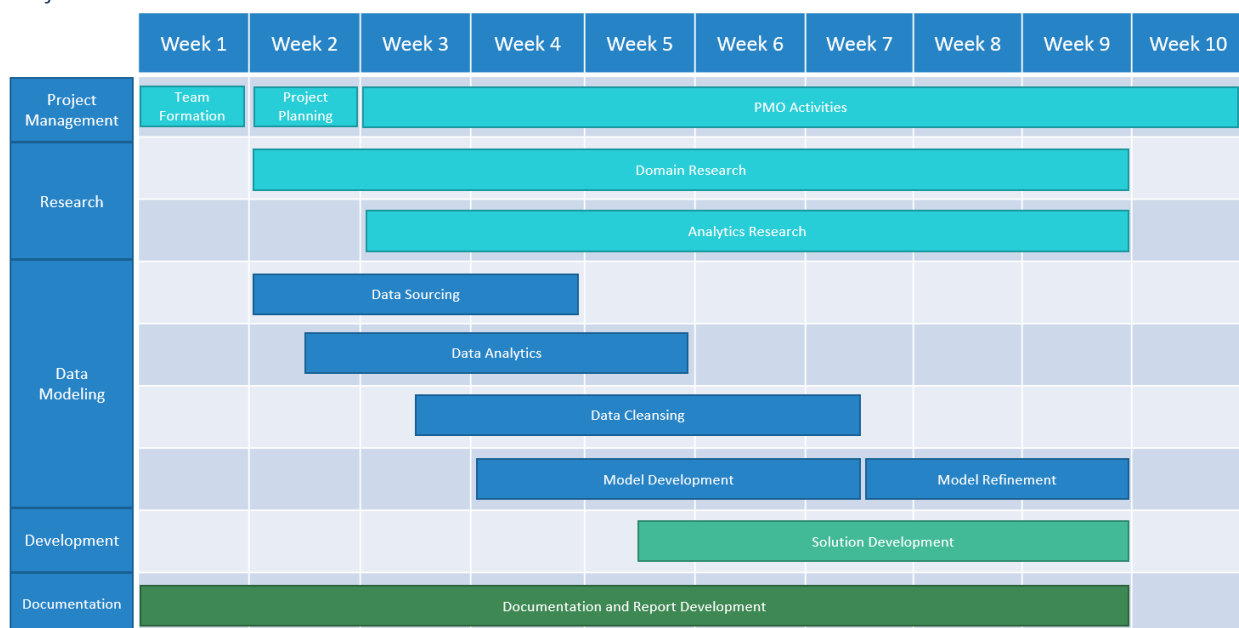 Week 1
Week 2
Week 3
Week 4
Week 5
Week 6
Week 7
Week 8
Week 9
Week 10
Project
Management
Team
Formation
Project
Planning
PMO Activities
Research
Domain Research
Analytics Research
Data
Modeling
Data Sourcing
Data Analytics
Data Cleansing
Model Development
Model Refinement
Development
Solution Development
Documentation
Documentation and Report Development